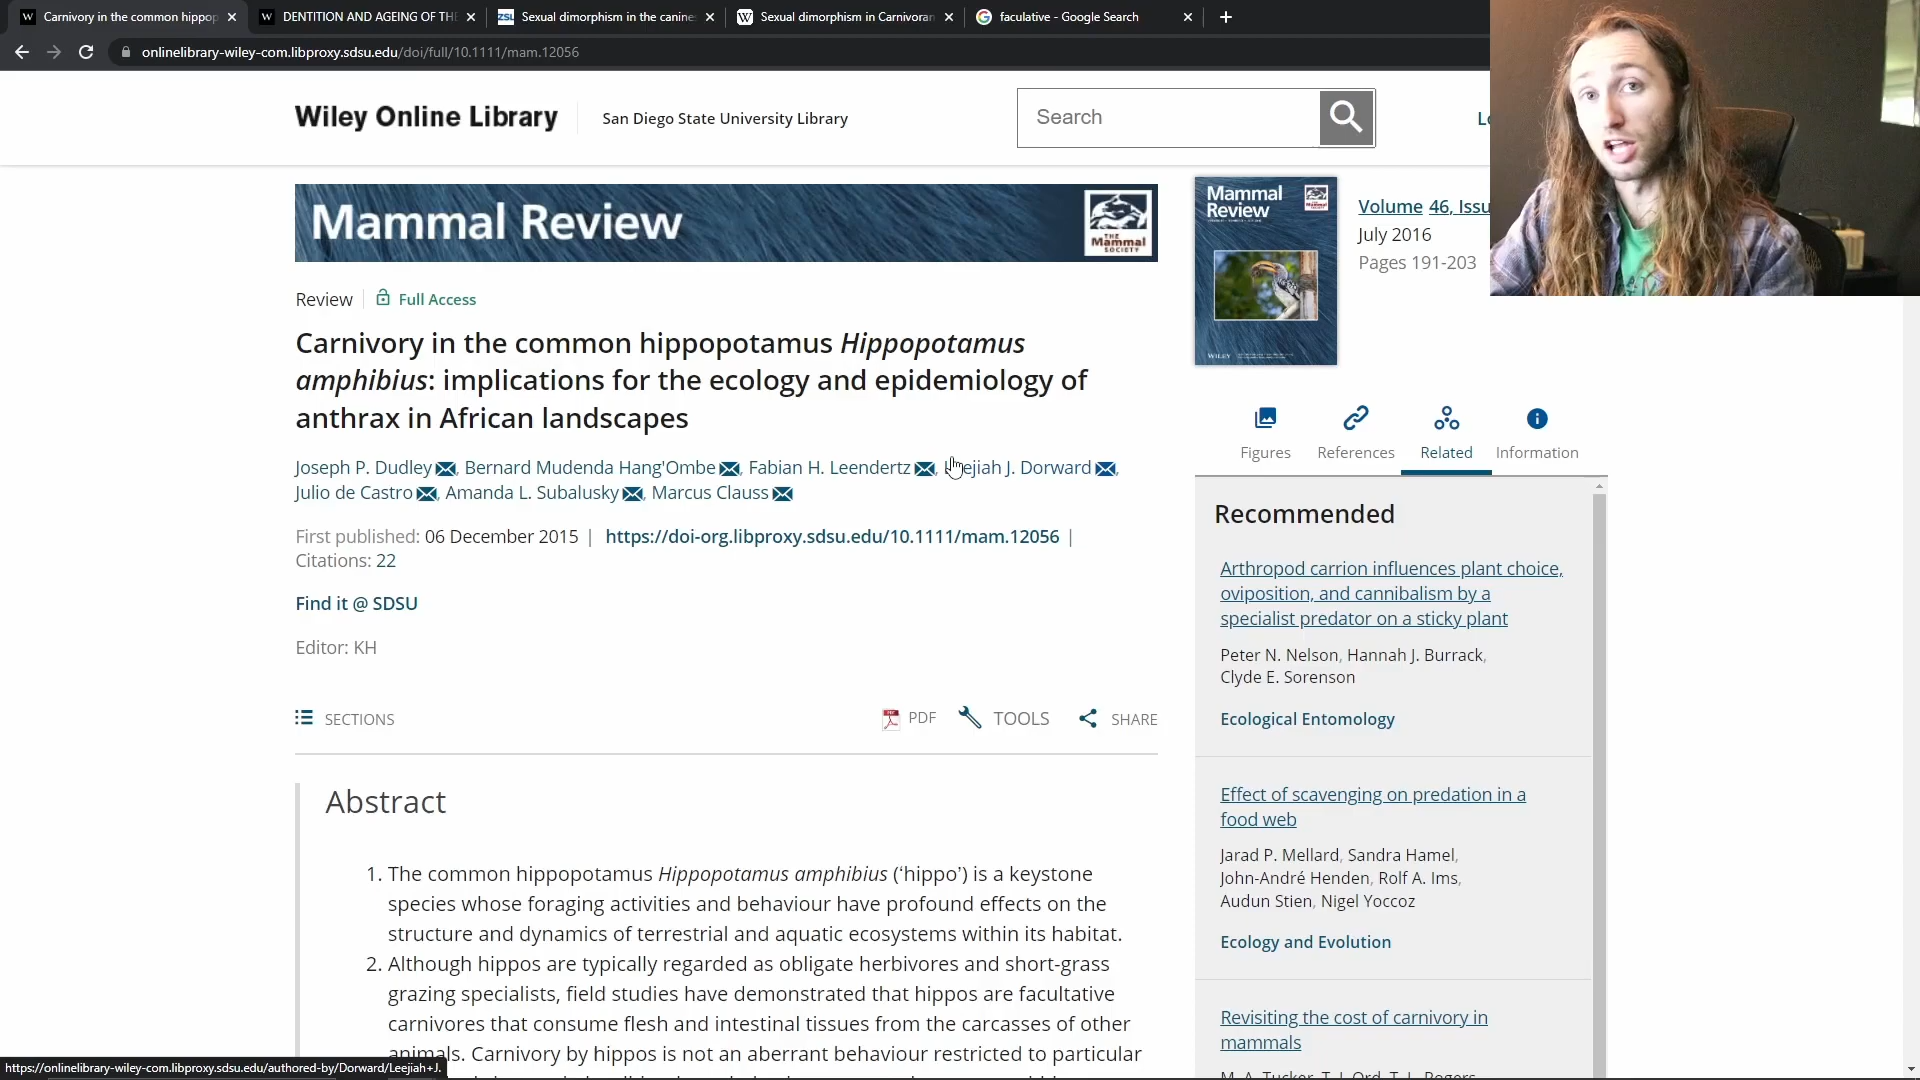 Carnivory in the common hippop
DENTITION AND AGEING OF THE
ZSL
Sexual dimorphism in the canine
Sexual dimorphism in Carnivoran
faculative - Google Search
onlinelibrary-wiley-com.libproxy.sdsu.edu/doi/full/10.1111/mam.12056
Wiley Online Library
San Diego State University Library
Search
Mammal Review
THE
Mammal
SOCIETY
Mammal
Review
WILEY
Volume 46, Issu
July 2016
Pages 191-203
Review
Full Access
Carnivory in the common hippopotamus Hippopotamus
amphibius: implications for the ecology and epidemiology of
anthrax in African landscapes
Joseph P. Dudley, Bernard Mudenda Hang'Ombe, Fabian H. Leendertz, Leejiah J. Dorward,
Julio de Castro, Amanda L. Subalusky, Marcus Clauss
First published: 06 December 2015 | https://doi-org.libproxy.sdsu.edu/10.1111/mam.12056 |
Citations: 22
Find it @ SDSU
Editor: KH
SECTIONS
PDF
TOOLS
SHARE
Abstract
1. The common hippopotamus Hippopotamus amphibius (‘hippo’) is a keystone
species whose foraging activities and behaviour have profound effects on the
structure and dynamics of terrestrial and aquatic ecosystems within its habitat.
2. Although hippos are typically regarded as obligate herbivores and short-grass
grazing specialists, field studies have demonstrated that hippos are facultative
carnivores that consume flesh and intestinal tissues from the carcasses of other
animals. Carnivory by hippos is not an aberrant behaviour restricted to particular
Figures
References
Related
Information
Recommended
Arthropod carrion influences plant choice,
oviposition, and cannibalism by a
specialist predator on a sticky plant
Peter N. Nelson, Hannah J. Burrack,
Clyde E. Sorenson
Ecological Entomology
Effect of scavenging on predation in a
food web
Jarad P. Mellard, Sandra Hamel,
John-André Henden, Rolf A. Ims,
Audun Stien, Nigel Yoccoz
Ecology and Evolution
Revisiting the cost of carnivory in
mammals
M. A. Tucker, T. J. Ord, T. L. Rogers
https://onlinelibrary-wiley-com.libproxy.sdsu.edu/authored-by/Dorward/Leejiah+J.